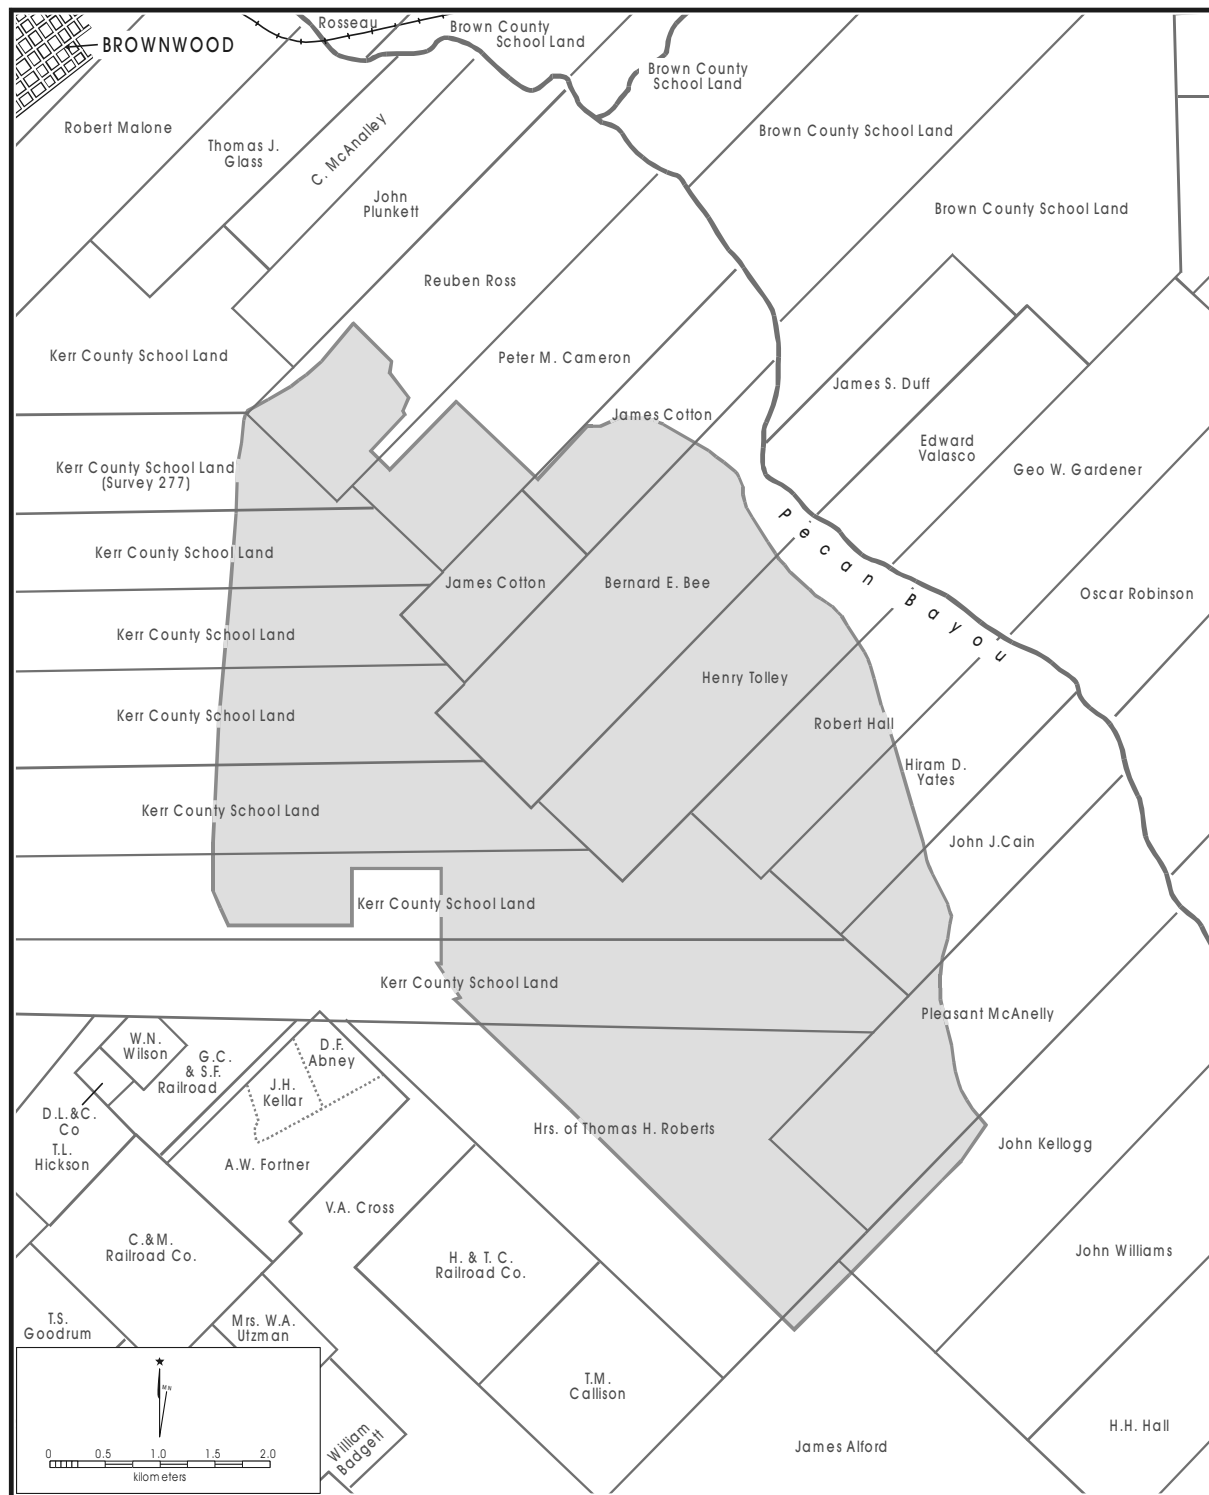 Rosseau
Brown County
School Land
BROWNWOOD
Brown County
School Land
Robert Malone
Thomas J.
Glass
C. McAnalley
Brown County School Land
John
Plunkett
Brown County School Land
Reuben Ross
Kerr County School Land
Peter M. Cameron
James S. Duff
James Cotton
Edward
Valasco
Kerr County School Land
(Survey 277)
Geo W. Gardener
Pecan Bayou
Kerr County School Land
James Cotton
Bernard E. Bee
Oscar Robinson
Kerr County School Land
Henry Tolley
Kerr County School Land
Robert Hall
Hiram D.
Yates
Kerr County School Land
John J.Cain
Kerr County School Land
Kerr County School Land
Pleasant McAnelly
W.N.
Wilson
G.C.
& S.F.
Railroad
D.F.
Abney
J.H.
Kellar
D.L.&C.
Co
T.L.
Hickson
Hrs. of Thomas H. Roberts
John Kellogg
A.W. Fortner
V.A. Cross
C.&M.
Railroad Co.
H. & T. C.
Railroad Co.
John Williams
T.S.
Goodrum
Mrs. W.A.
Utzman
T.M.
Callison
MN
H.H. Hall
William
Badgett
James Alford
0 0.5 1.0 1.5 2.0
kilometers